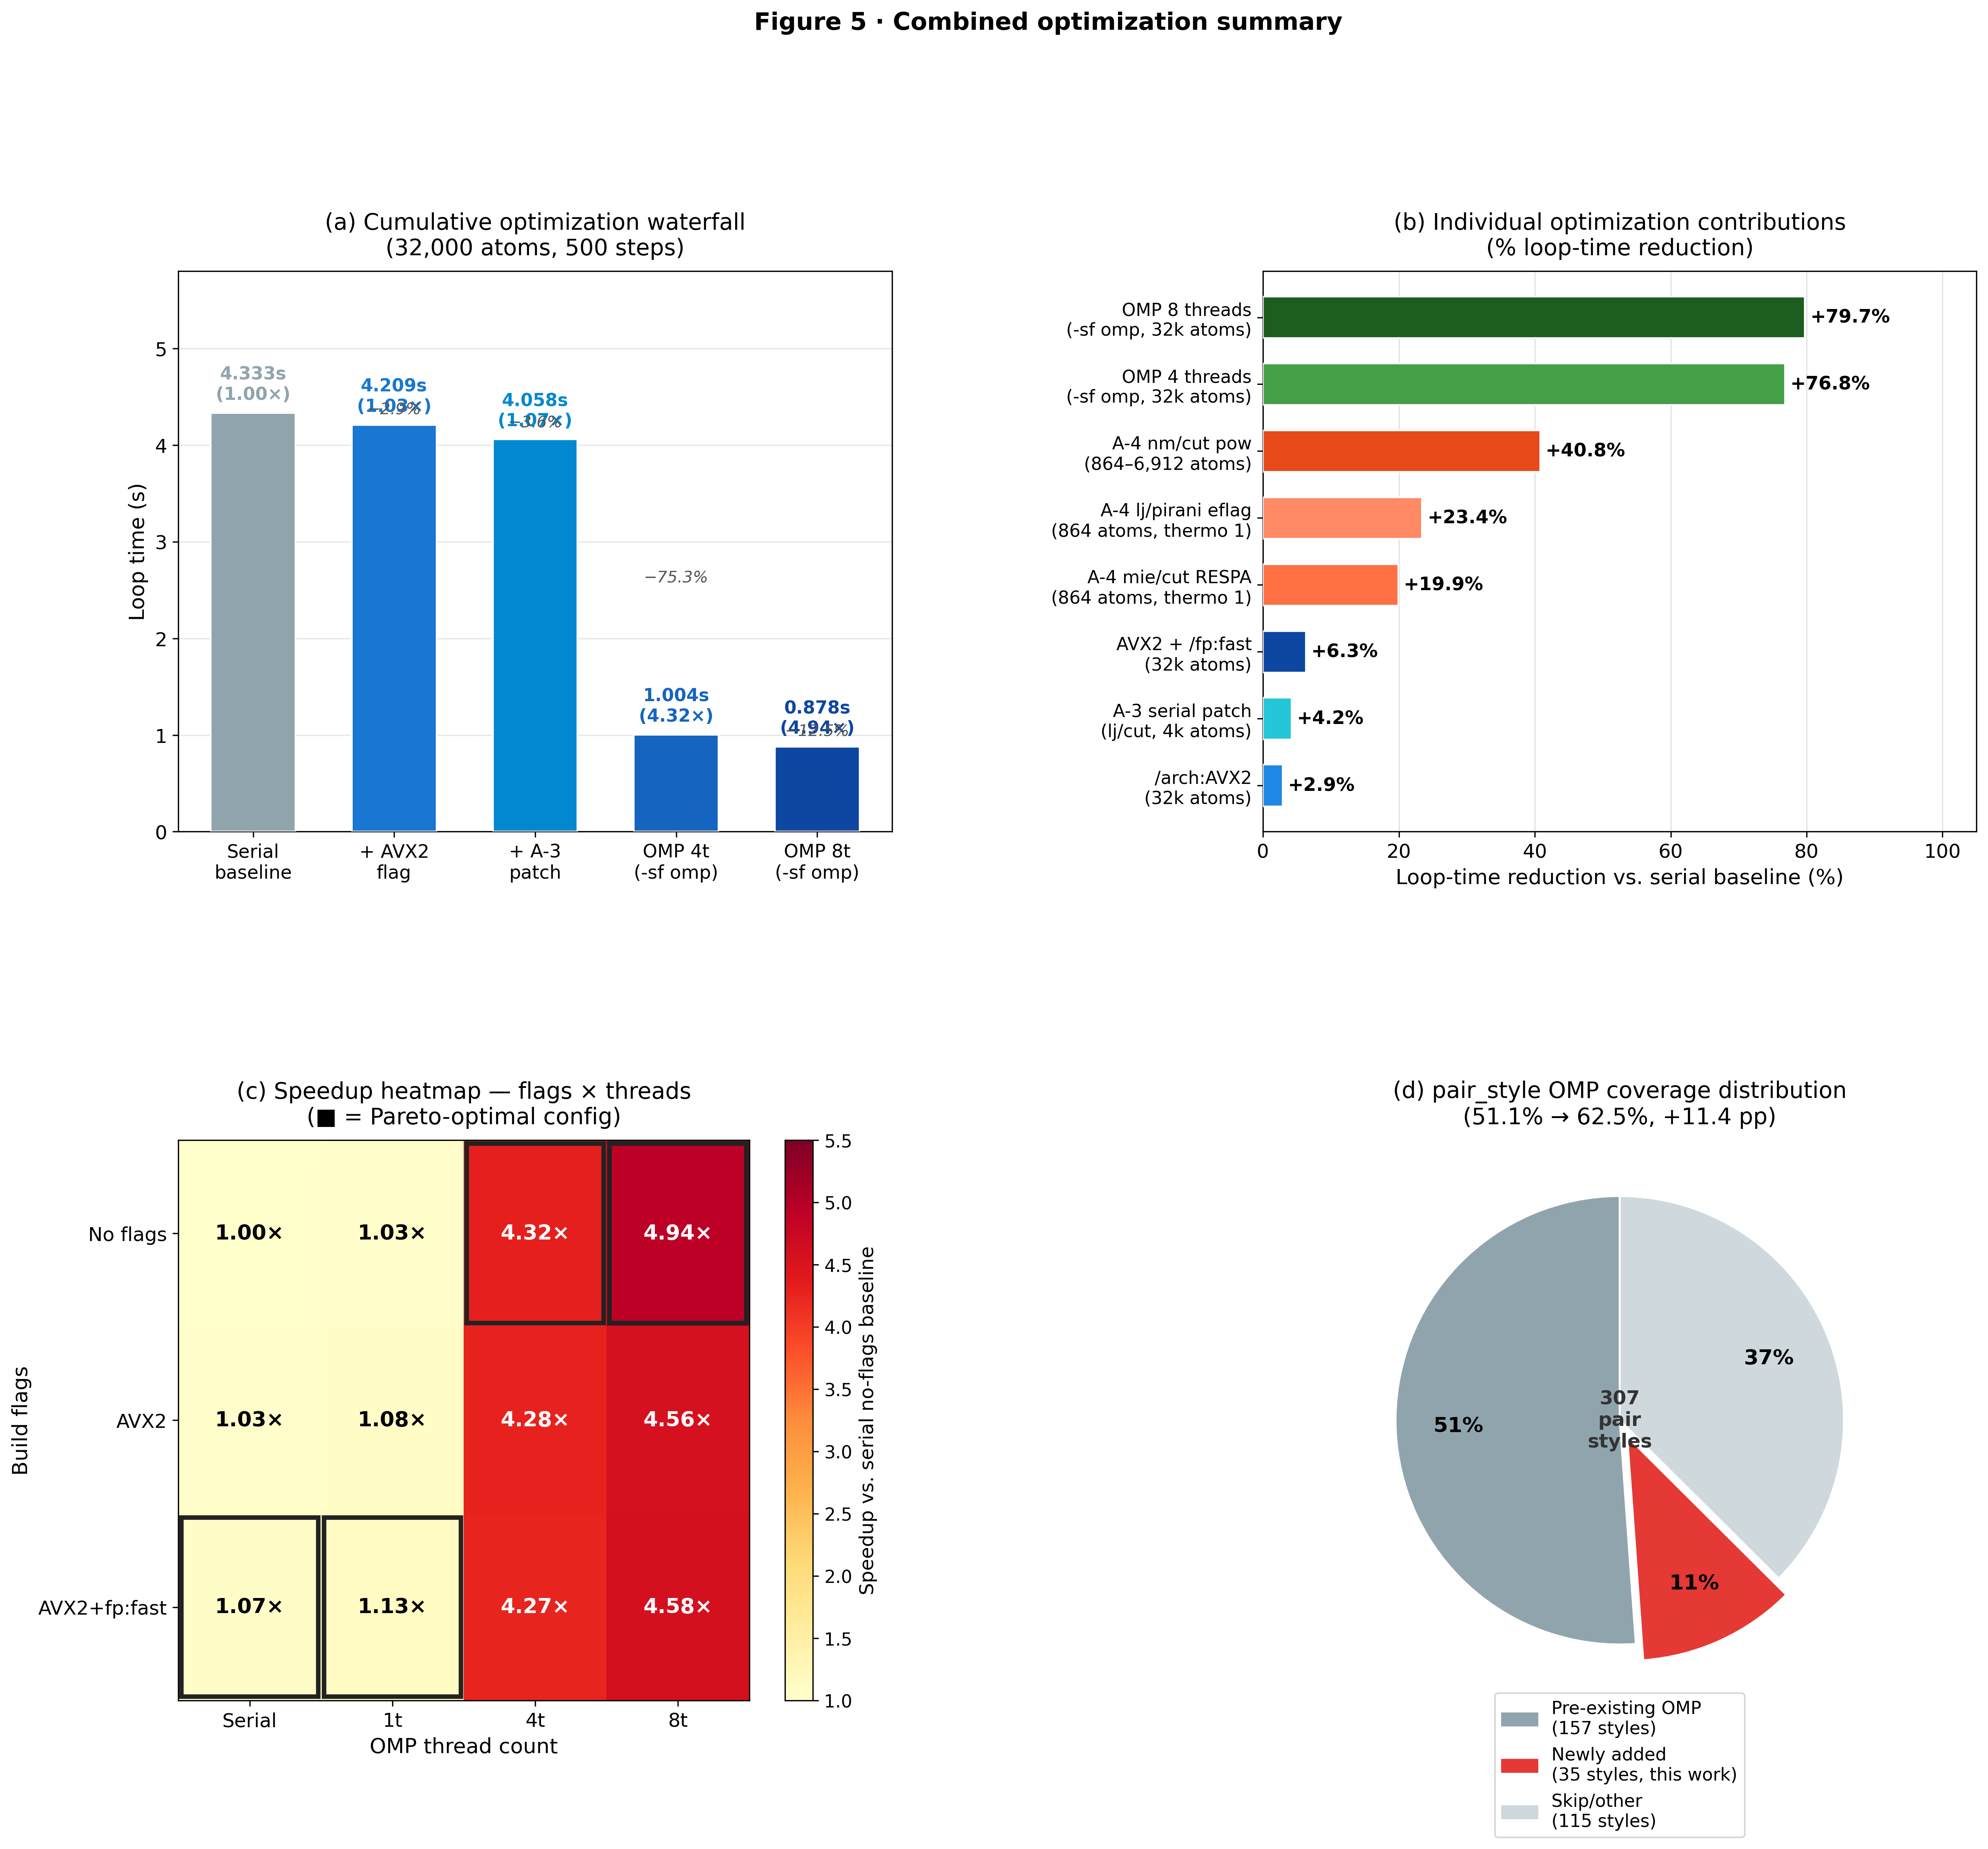 Figure 5 · Combined optimization summary
(a) Cumulative optimization waterfall
(32,000 atoms, 500 steps)
Loop time (s)
5
4
3
2
1
0
4.333s
(1.00×)
4.209s
(1.03×)
−2.9%
4.058s
(1.07×)
−3.6%
−75.3%
1.004s
(4.32×)
0.878s
(4.94×)
−12.5%
Serial
baseline
+ AVX2
flag
+ A-3
patch
OMP 4t
(-sf omp)
OMP 8t
(-sf omp)
(b) Individual optimization contributions
(% loop-time reduction)
OMP 8 threads
(-sf omp, 32k atoms)
+79.7%
OMP 4 threads
(-sf omp, 32k atoms)
+76.8%
A-4 nm/cut pow
(864–6,912 atoms)
+40.8%
A-4 lj/pirani eflag
(864 atoms, thermo 1)
+23.4%
A-4 mie/cut RESPA
(864 atoms, thermo 1)
+19.9%
AVX2 + /fp:fast
(32k atoms)
+6.3%
A-3 serial patch
(lj/cut, 4k atoms)
+4.2%
/arch:AVX2
(32k atoms)
+2.9%
0 20 40 60 80 100
Loop-time reduction vs. serial baseline (%)
(c) Speedup heatmap — flags × threads
(■ = Pareto-optimal config)
Build flags
No flags 1.00× 1.03× 4.32× 4.94×
AVX2 1.03× 1.08× 4.28× 4.56×
AVX2+fp:fast 1.07× 1.13× 4.27× 4.58×
Serial 1t 4t 8t
OMP thread count
5.5
5.0
4.5
4.0
3.5
3.0
2.5
2.0
1.5
1.0
Speedup vs. serial no-flags baseline
(d) pair_style OMP coverage distribution
(51.1% → 62.5%, +11.4 pp)
37%
307
pair
styles
51%
11%
Pre-existing OMP
(157 styles)
Newly added
(35 styles, this work)
Skip/other
(115 styles)